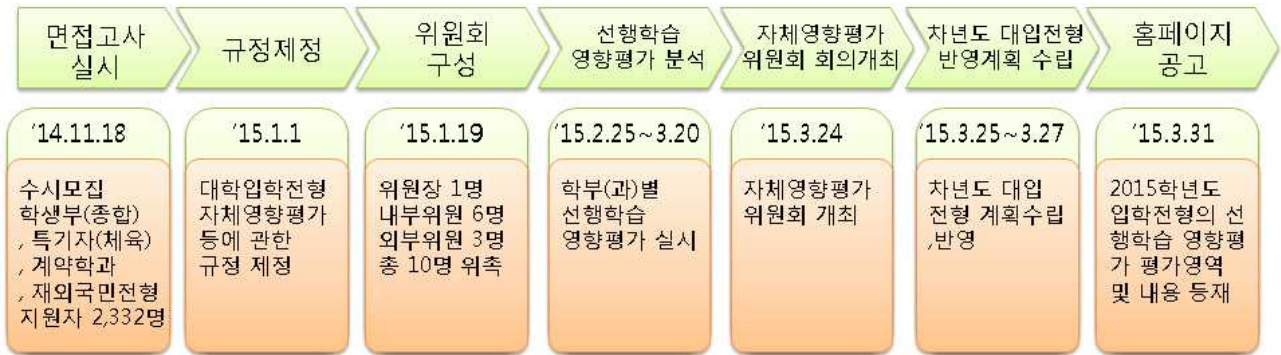 면접고사
실시
규정제정
위원회
구성
선행학습
영향평가 분석
자체영향평가
위원회 회의개최
차년도 대입전형
반영계획 수립
홈페이지
공고
´14.11.18
수시모집
학생부(종합)
, 특기자(체육)
, 계약학과
, 재외국민전형
지원자 2,332명
´15.1.1
대학입학전형
자체영향평가
등에 관한
규정 제정
´15.1.19
위원장 1명
내부위원 6명
외부위원 3명
총 10명 위촉
´15.2.25~3.20
학부(과)별
선행학습
영향평가 실시
´15.3.24
자체영향평가
위원회 개최
´15.3.25~3.27
차년도 대입
전형 계획수립
,반영
´15.3.31
2015학년도
입학전형의 선
행학습 영향평
가 평가영역
및 내용 등재